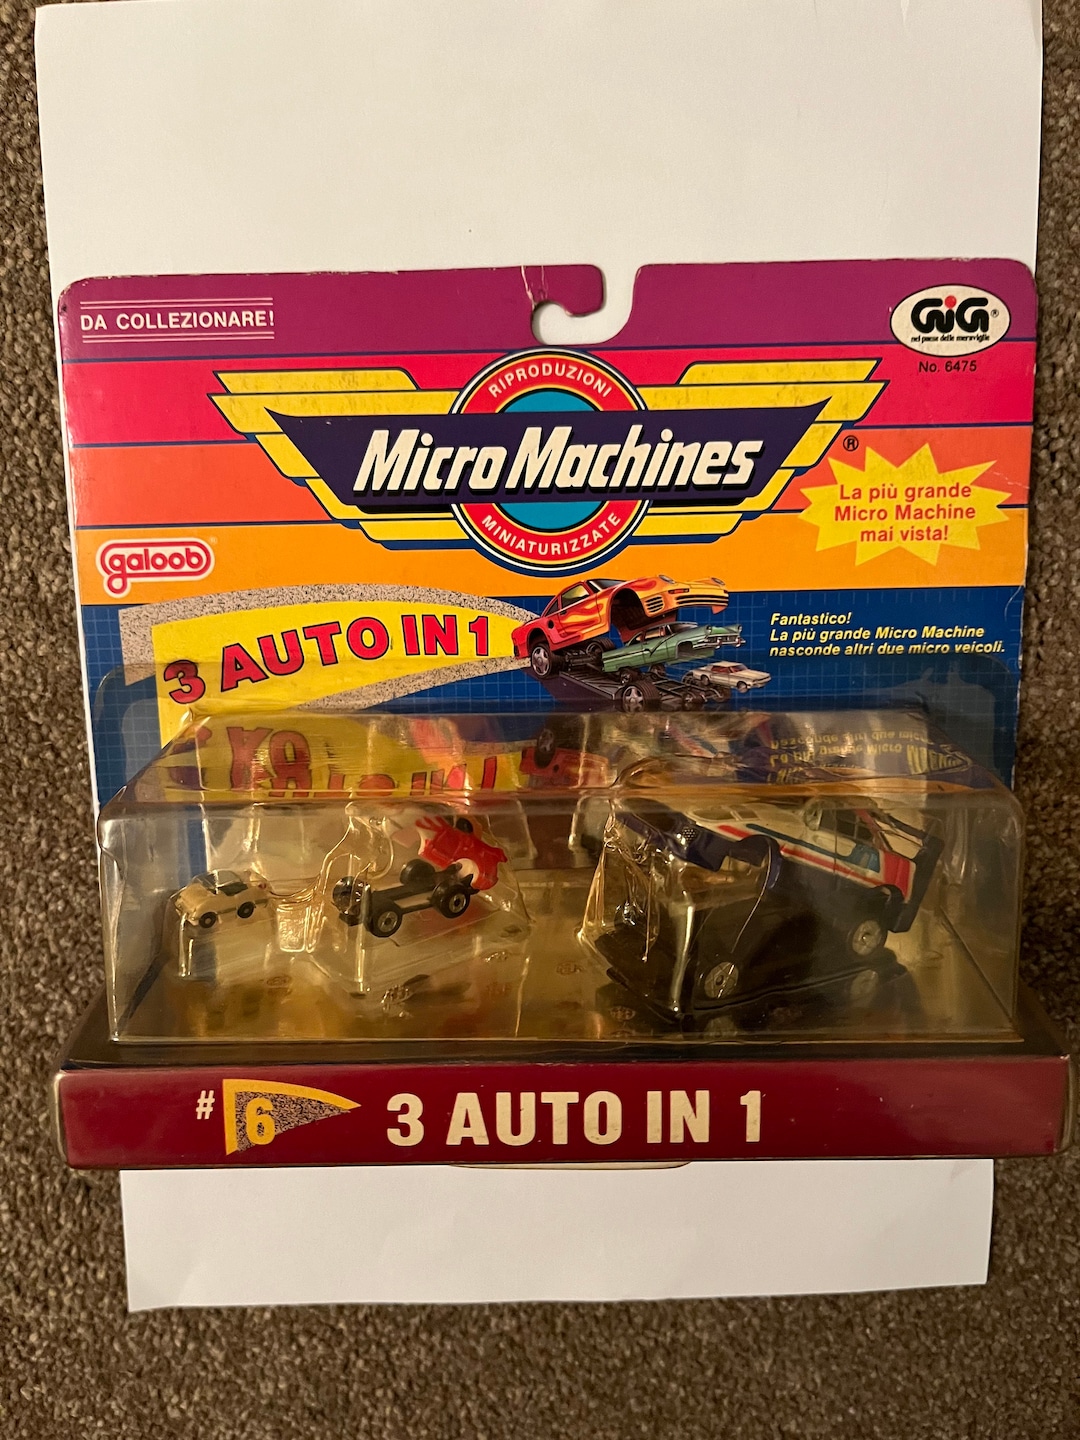 DA COLLEZIONARE!
GiG®
nel paese delle meraviglie
No. 6475
RIPRODUZIONI
Micro Machines
®
MINIATURIZZATE
La più grande
Micro Machine
mai vista!
galoob®
3 AUTO IN 1
Fantastico!
La più grande Micro Machine
nasconde altri due micro veicoli.
# 6 3 AUTO IN 1